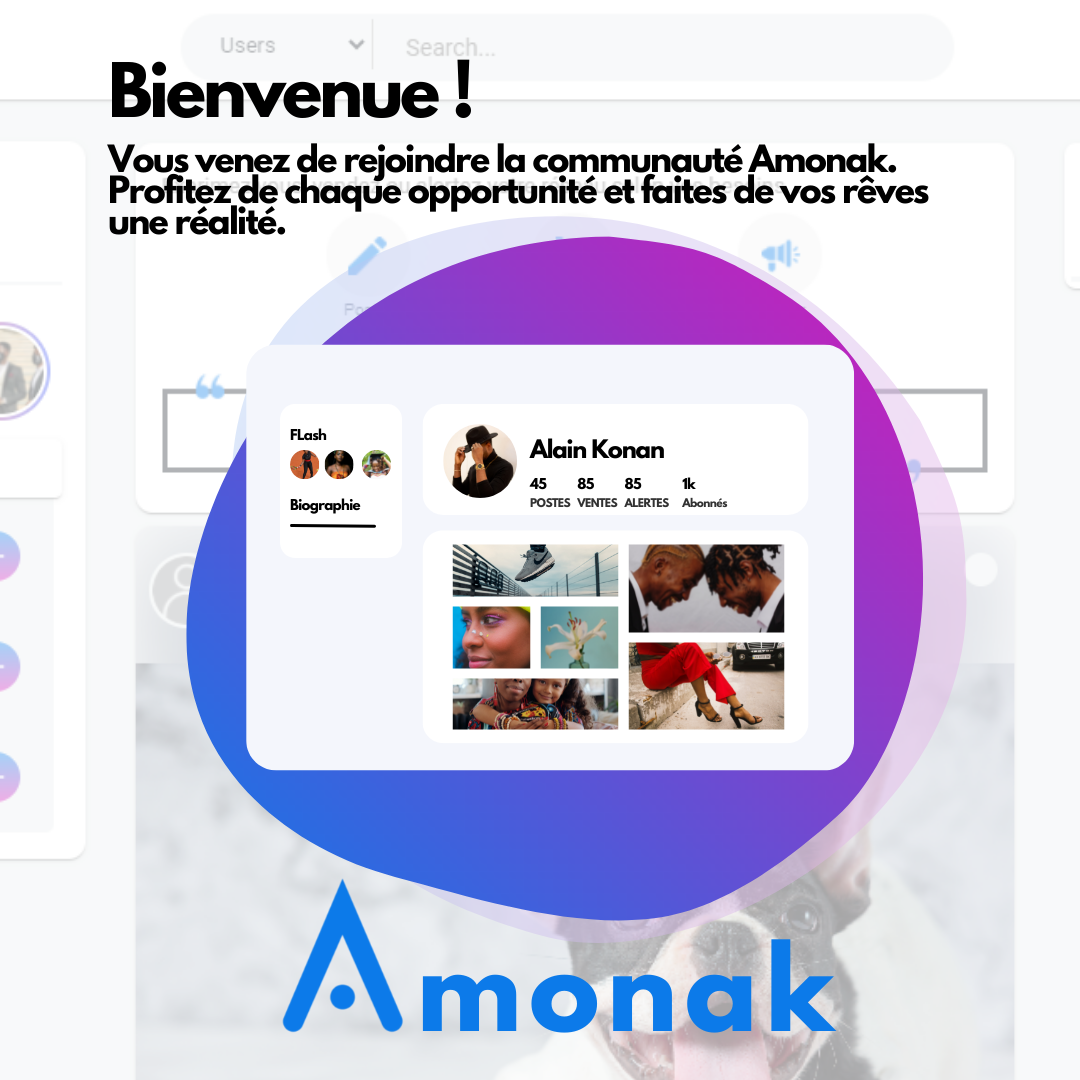 Users
Search...
Bienvenue !
Vous venez de rejoindre la communauté Amonak.
Profitez de chaque opportunité et faites de vos rêves
une réalité.
FLash
Biographie
Alain Konan
45 85 85 1k
POSTES VENTES ALERTES Abonnés
Amonak